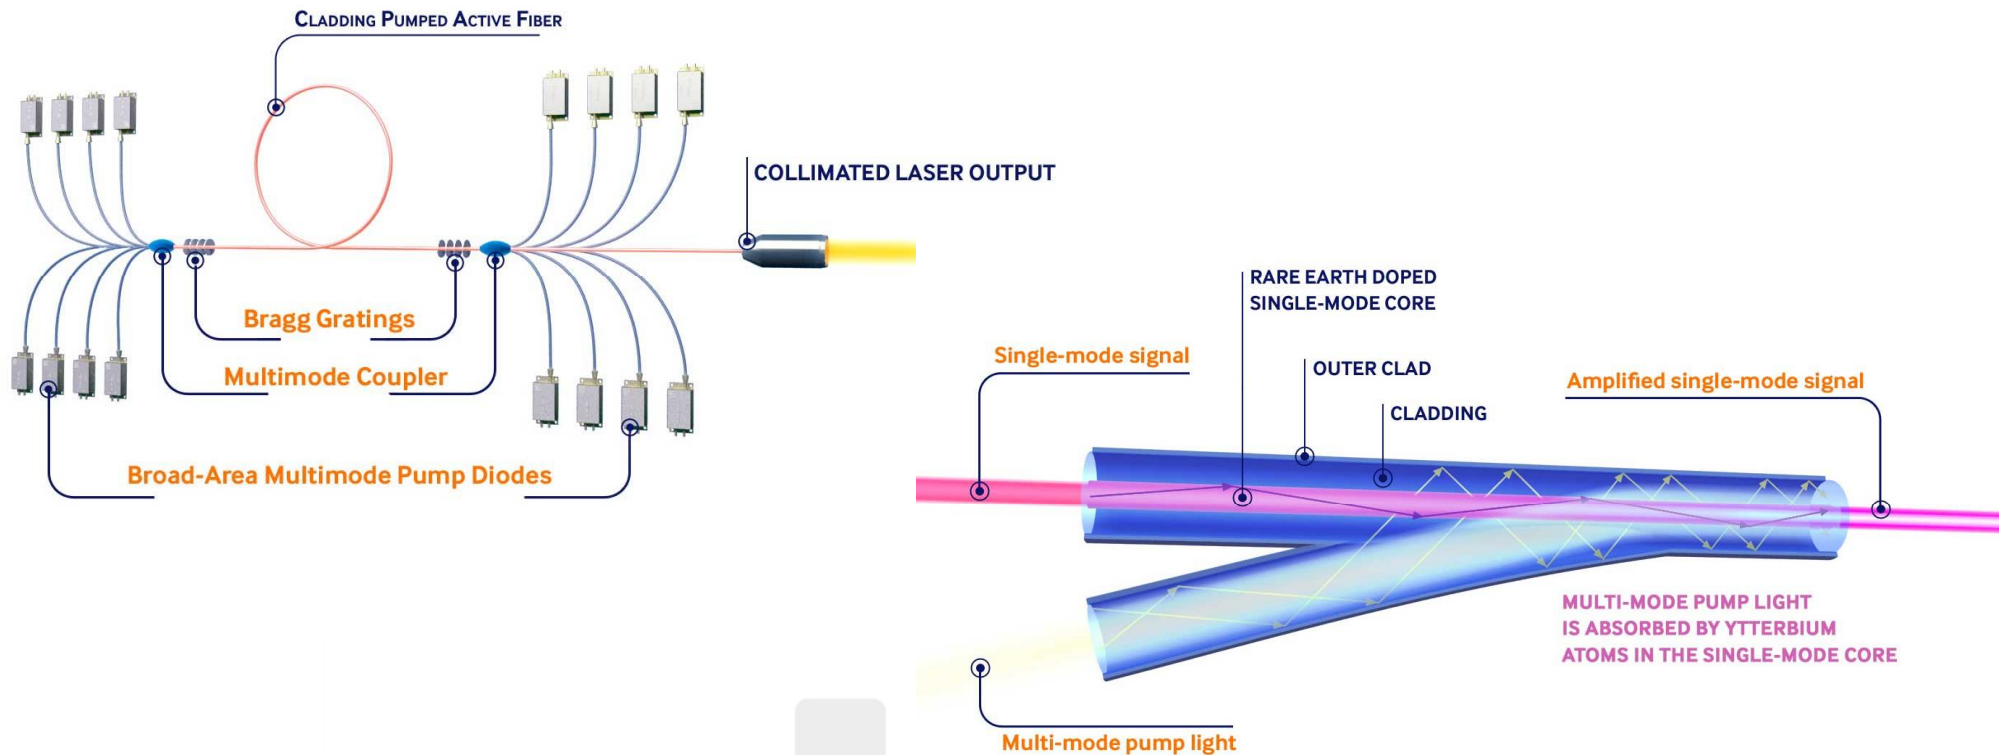 CLADDING PUMPED ACTIVE FIBER
COLLIMATED LASER OUTPUT
Bragg Gratings
Multimode Coupler
Broad-Area Multimode Pump Diodes
RARE EARTH DOPED
SINGLE-MODE CORE
Single-mode signal
OUTER CLAD
CLADDING
Amplified single-mode signal
MULTI-MODE PUMP LIGHT
IS ABSORBED BY YTTERBIUM
ATOMS IN THE SINGLE-MODE CORE
Multi-mode pump light